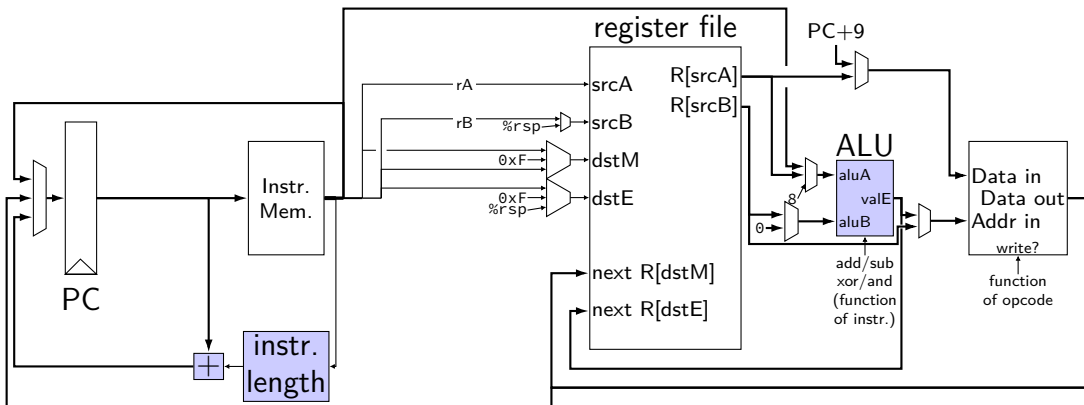 register file
PC+9
rA
srcA
R[srcA]
R[srcB]
rB
%rsp
srcB
ALU
0xF
dstM
Instr.
Mem.
aluA
valE
aluB
8
0
0xF
%rsp
dstE
Data in
Data out
Addr in
write?
add/sub
xor/and
(function
of instr.)
function
of opcode
PC
next R[dstM]
next R[dstE]
+
instr.
length